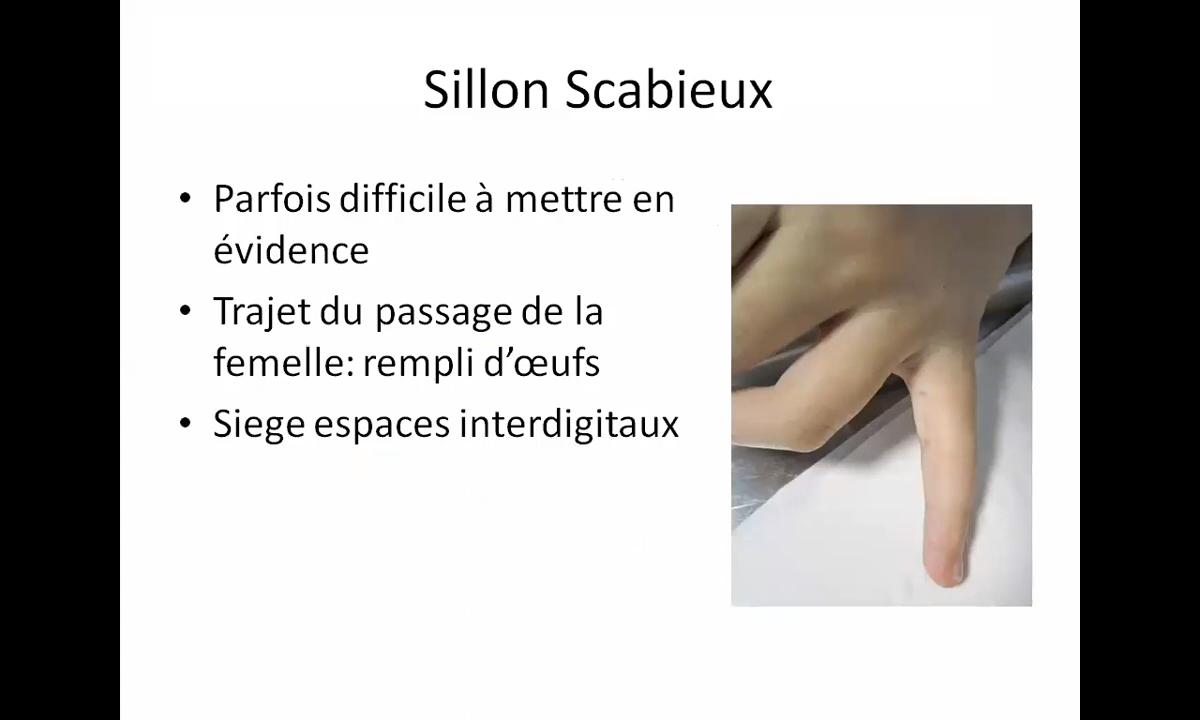 Sillon Scabieux
• Parfois difficile à mettre en
évidence
• Trajet du passage de la
femelle: rempli d’œufs
• Siege espaces interdigitaux